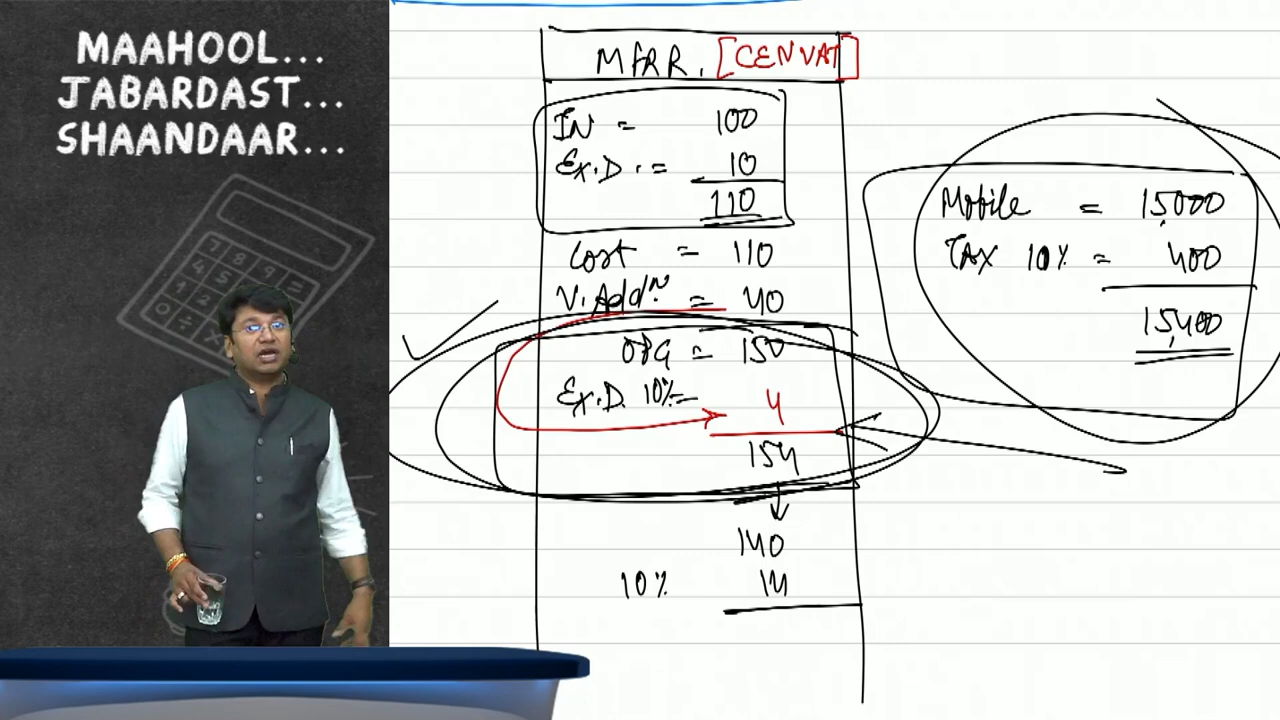 MAAHOOL...
JABARDAST...
SHAANDAAR...
MFRR. [CENVAT]
IN = 100
Ex.D. = 10
110
Cost = 110
V. Addn = 40
OPG = 150
Ex.D. 10% = 4
154
140
10% 14
Mobile = 15,000
TAX 10% = 400
15,400